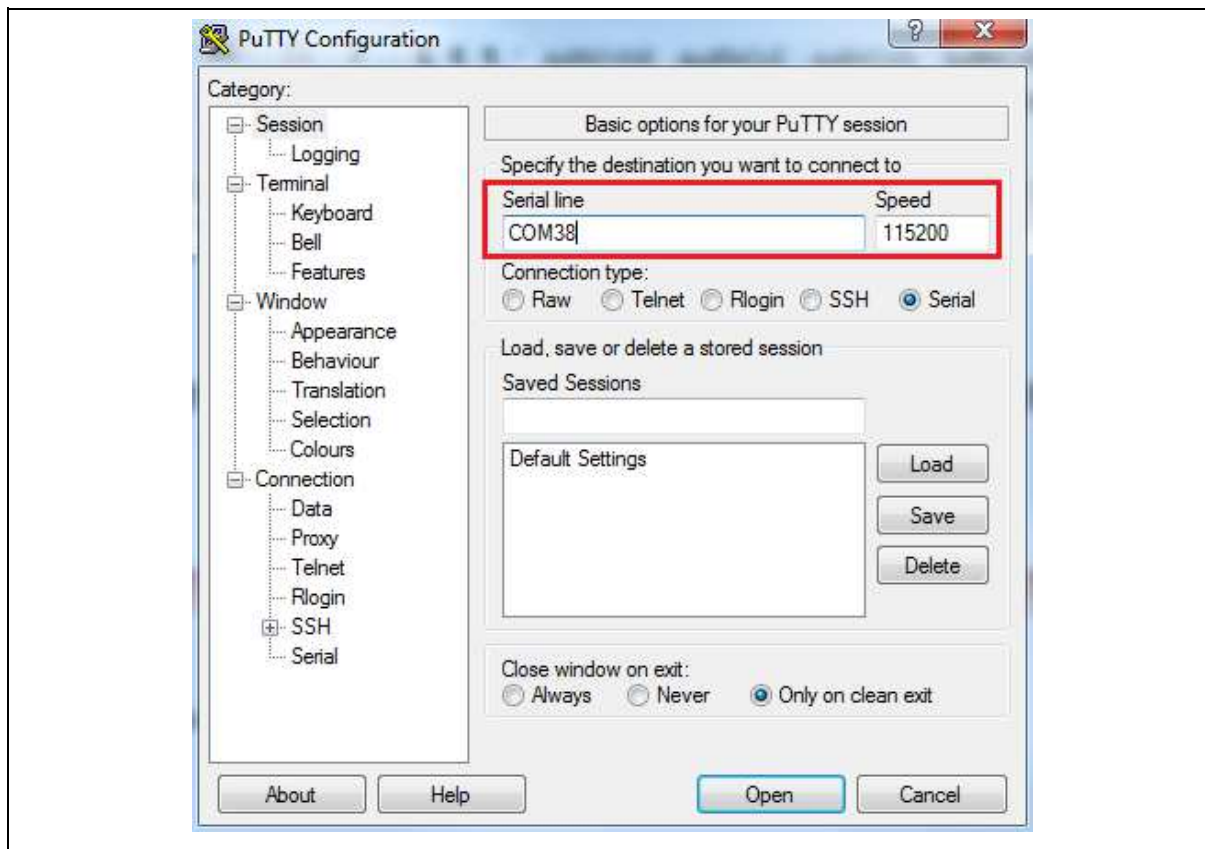 PuTTY Configuration
Category:
Session
Logging
Terminal
Keyboard
Bell
Features
Window
Appearance
Behaviour
Translation
Selection
Colours
Connection
Data
Proxy
Telnet
Rlogin
SSH
Serial
Basic options for your PuTTY session
Specify the destination you want to connect to
Serial line Speed
COM38 115200
Connection type:
Raw Telnet Rlogin SSH Serial
Load, save or delete a stored session
Saved Sessions
Default Settings
Load
Save
Delete
Close window on exit:
Always Never Only on clean exit
About Help Open Cancel